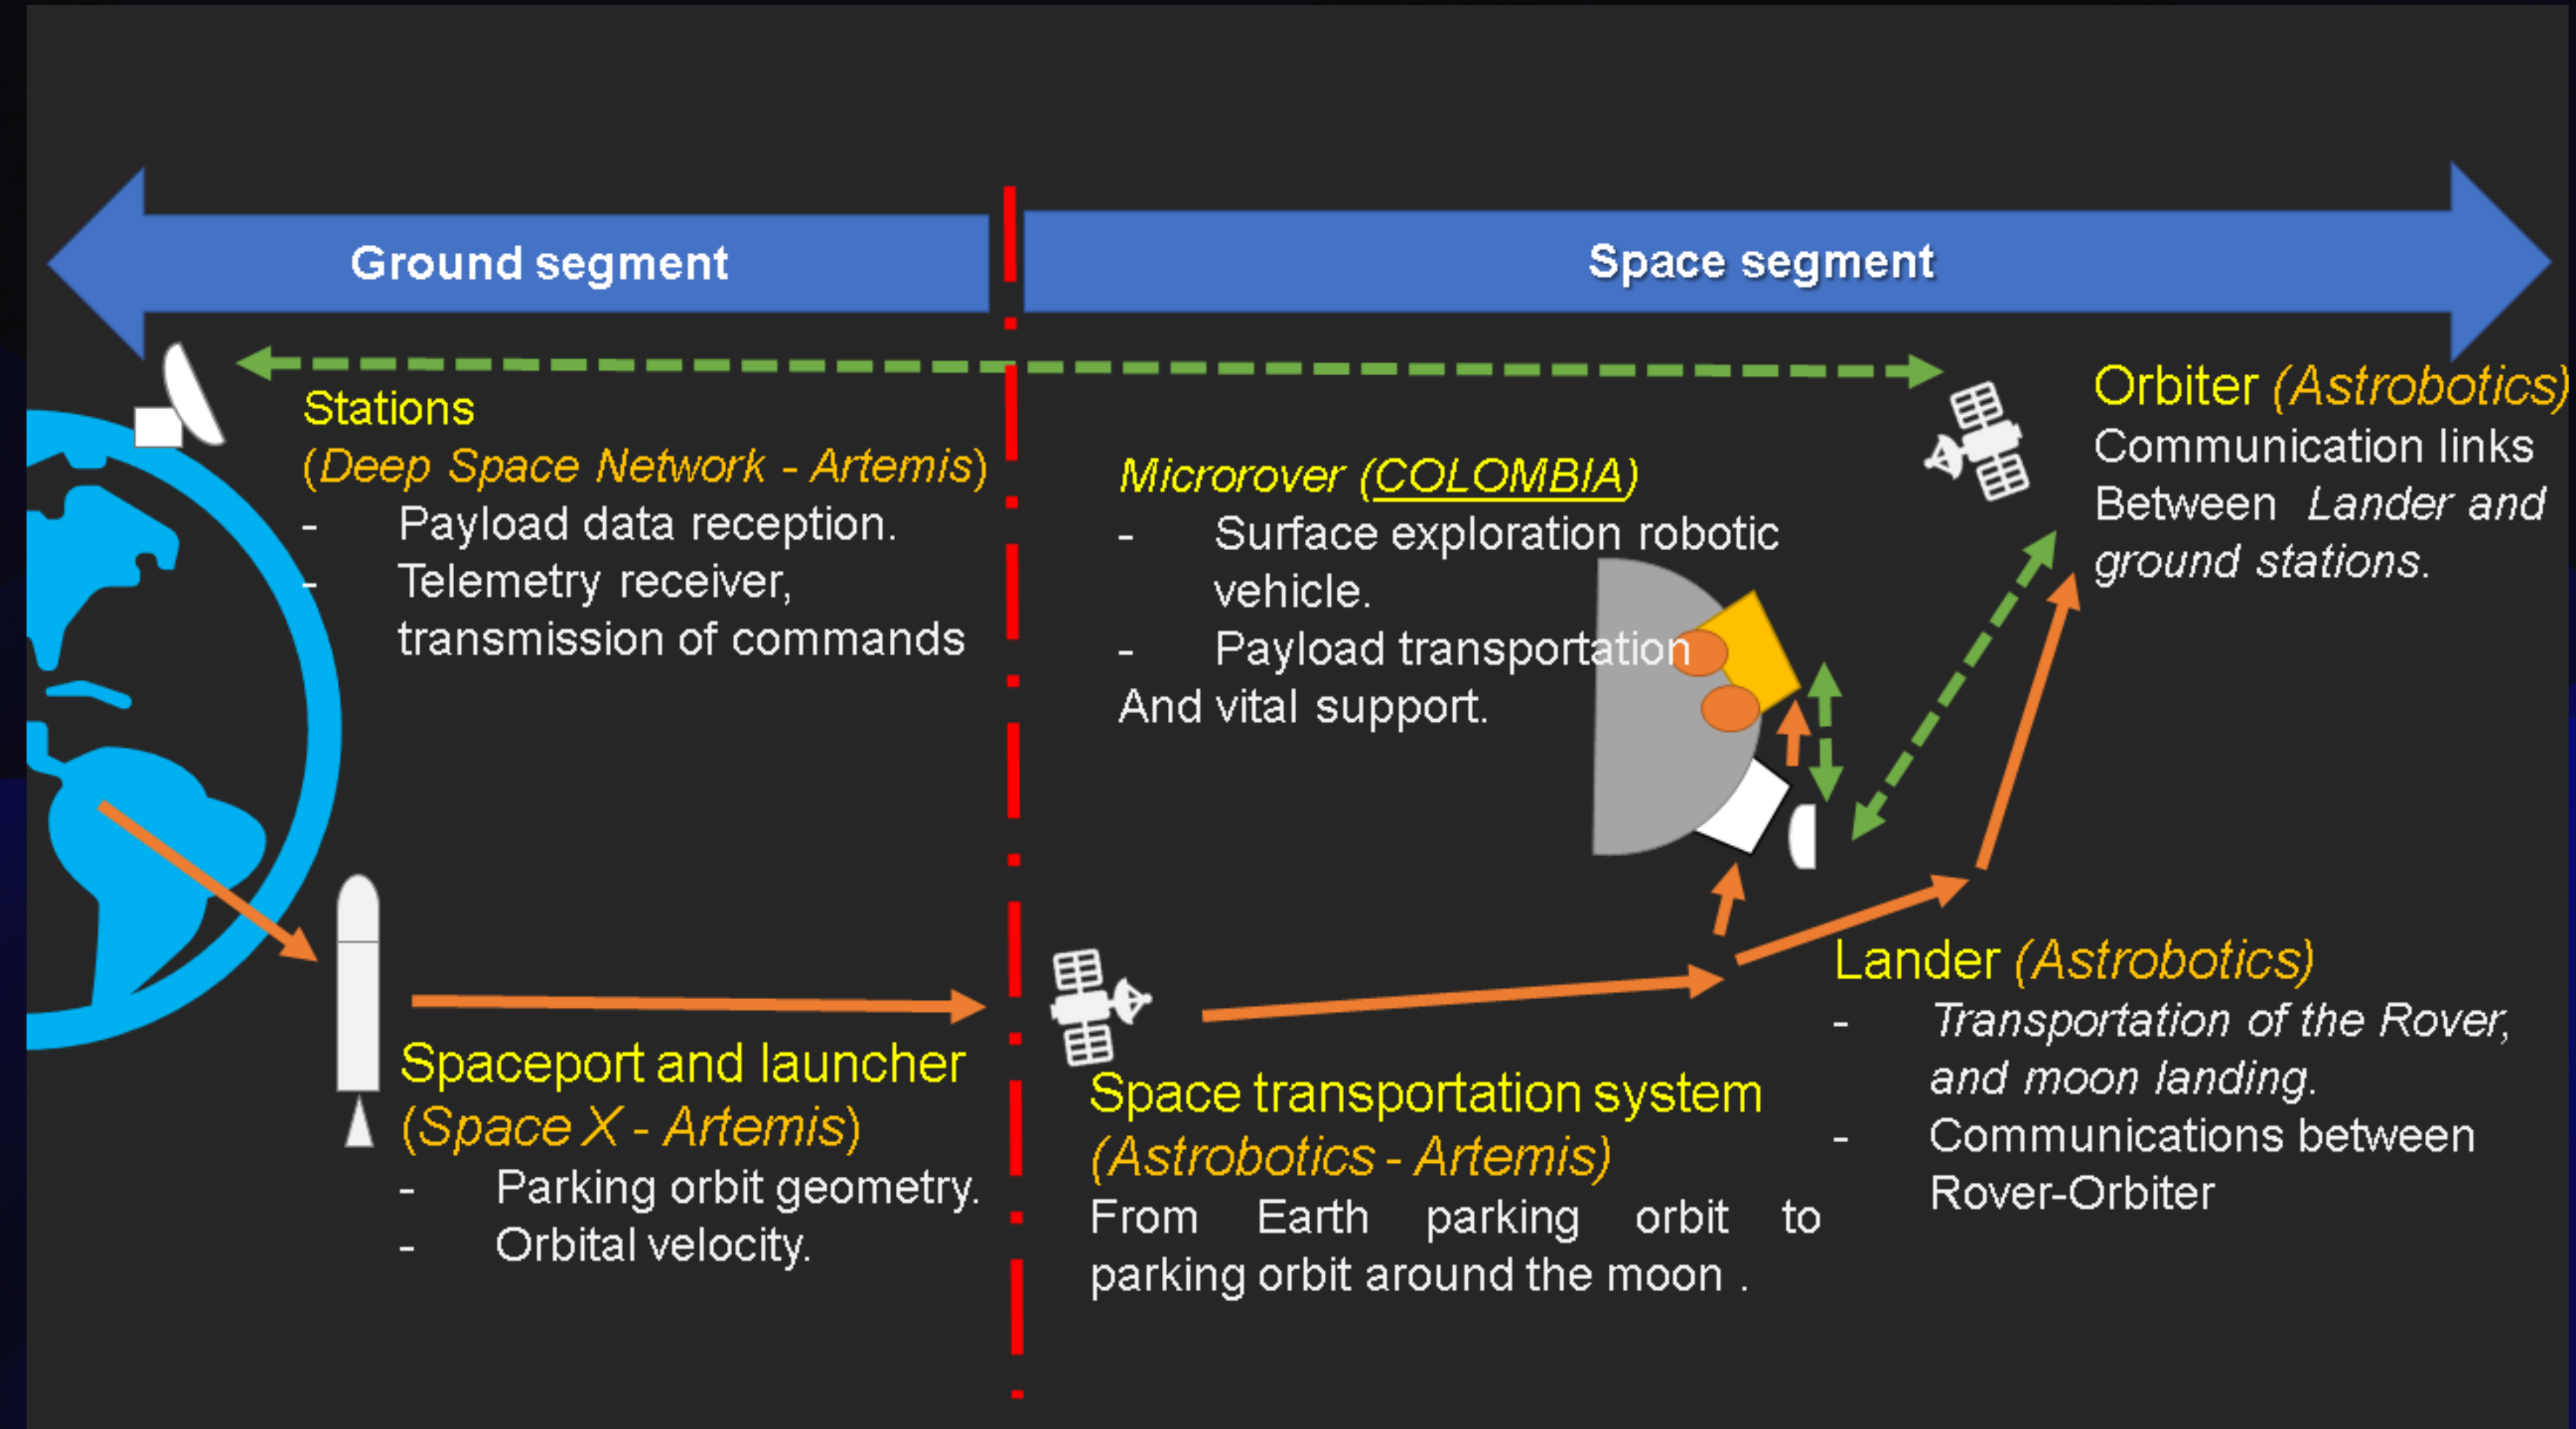 Ground segment
Space segment
Stations
(Deep Space Network - Artemis)
- Payload data reception.
- Telemetry receiver,
transmission of commands
Microrover (COLOMBIA)
- Surface exploration robotic
vehicle.
- Payload transportation
And vital support.
Orbiter (Astrobotics)
Communication links
Between Lander and
ground stations.
Spaceport and launcher
(Space X - Artemis)
- Parking orbit geometry.
- Orbital velocity.
Space transportation system
(Astrobotics - Artemis)
From Earth parking orbit to
parking orbit around the moon .
Lander (Astrobotics)
- Transportation of the Rover,
and moon landing.
- Communications between
Rover-Orbiter